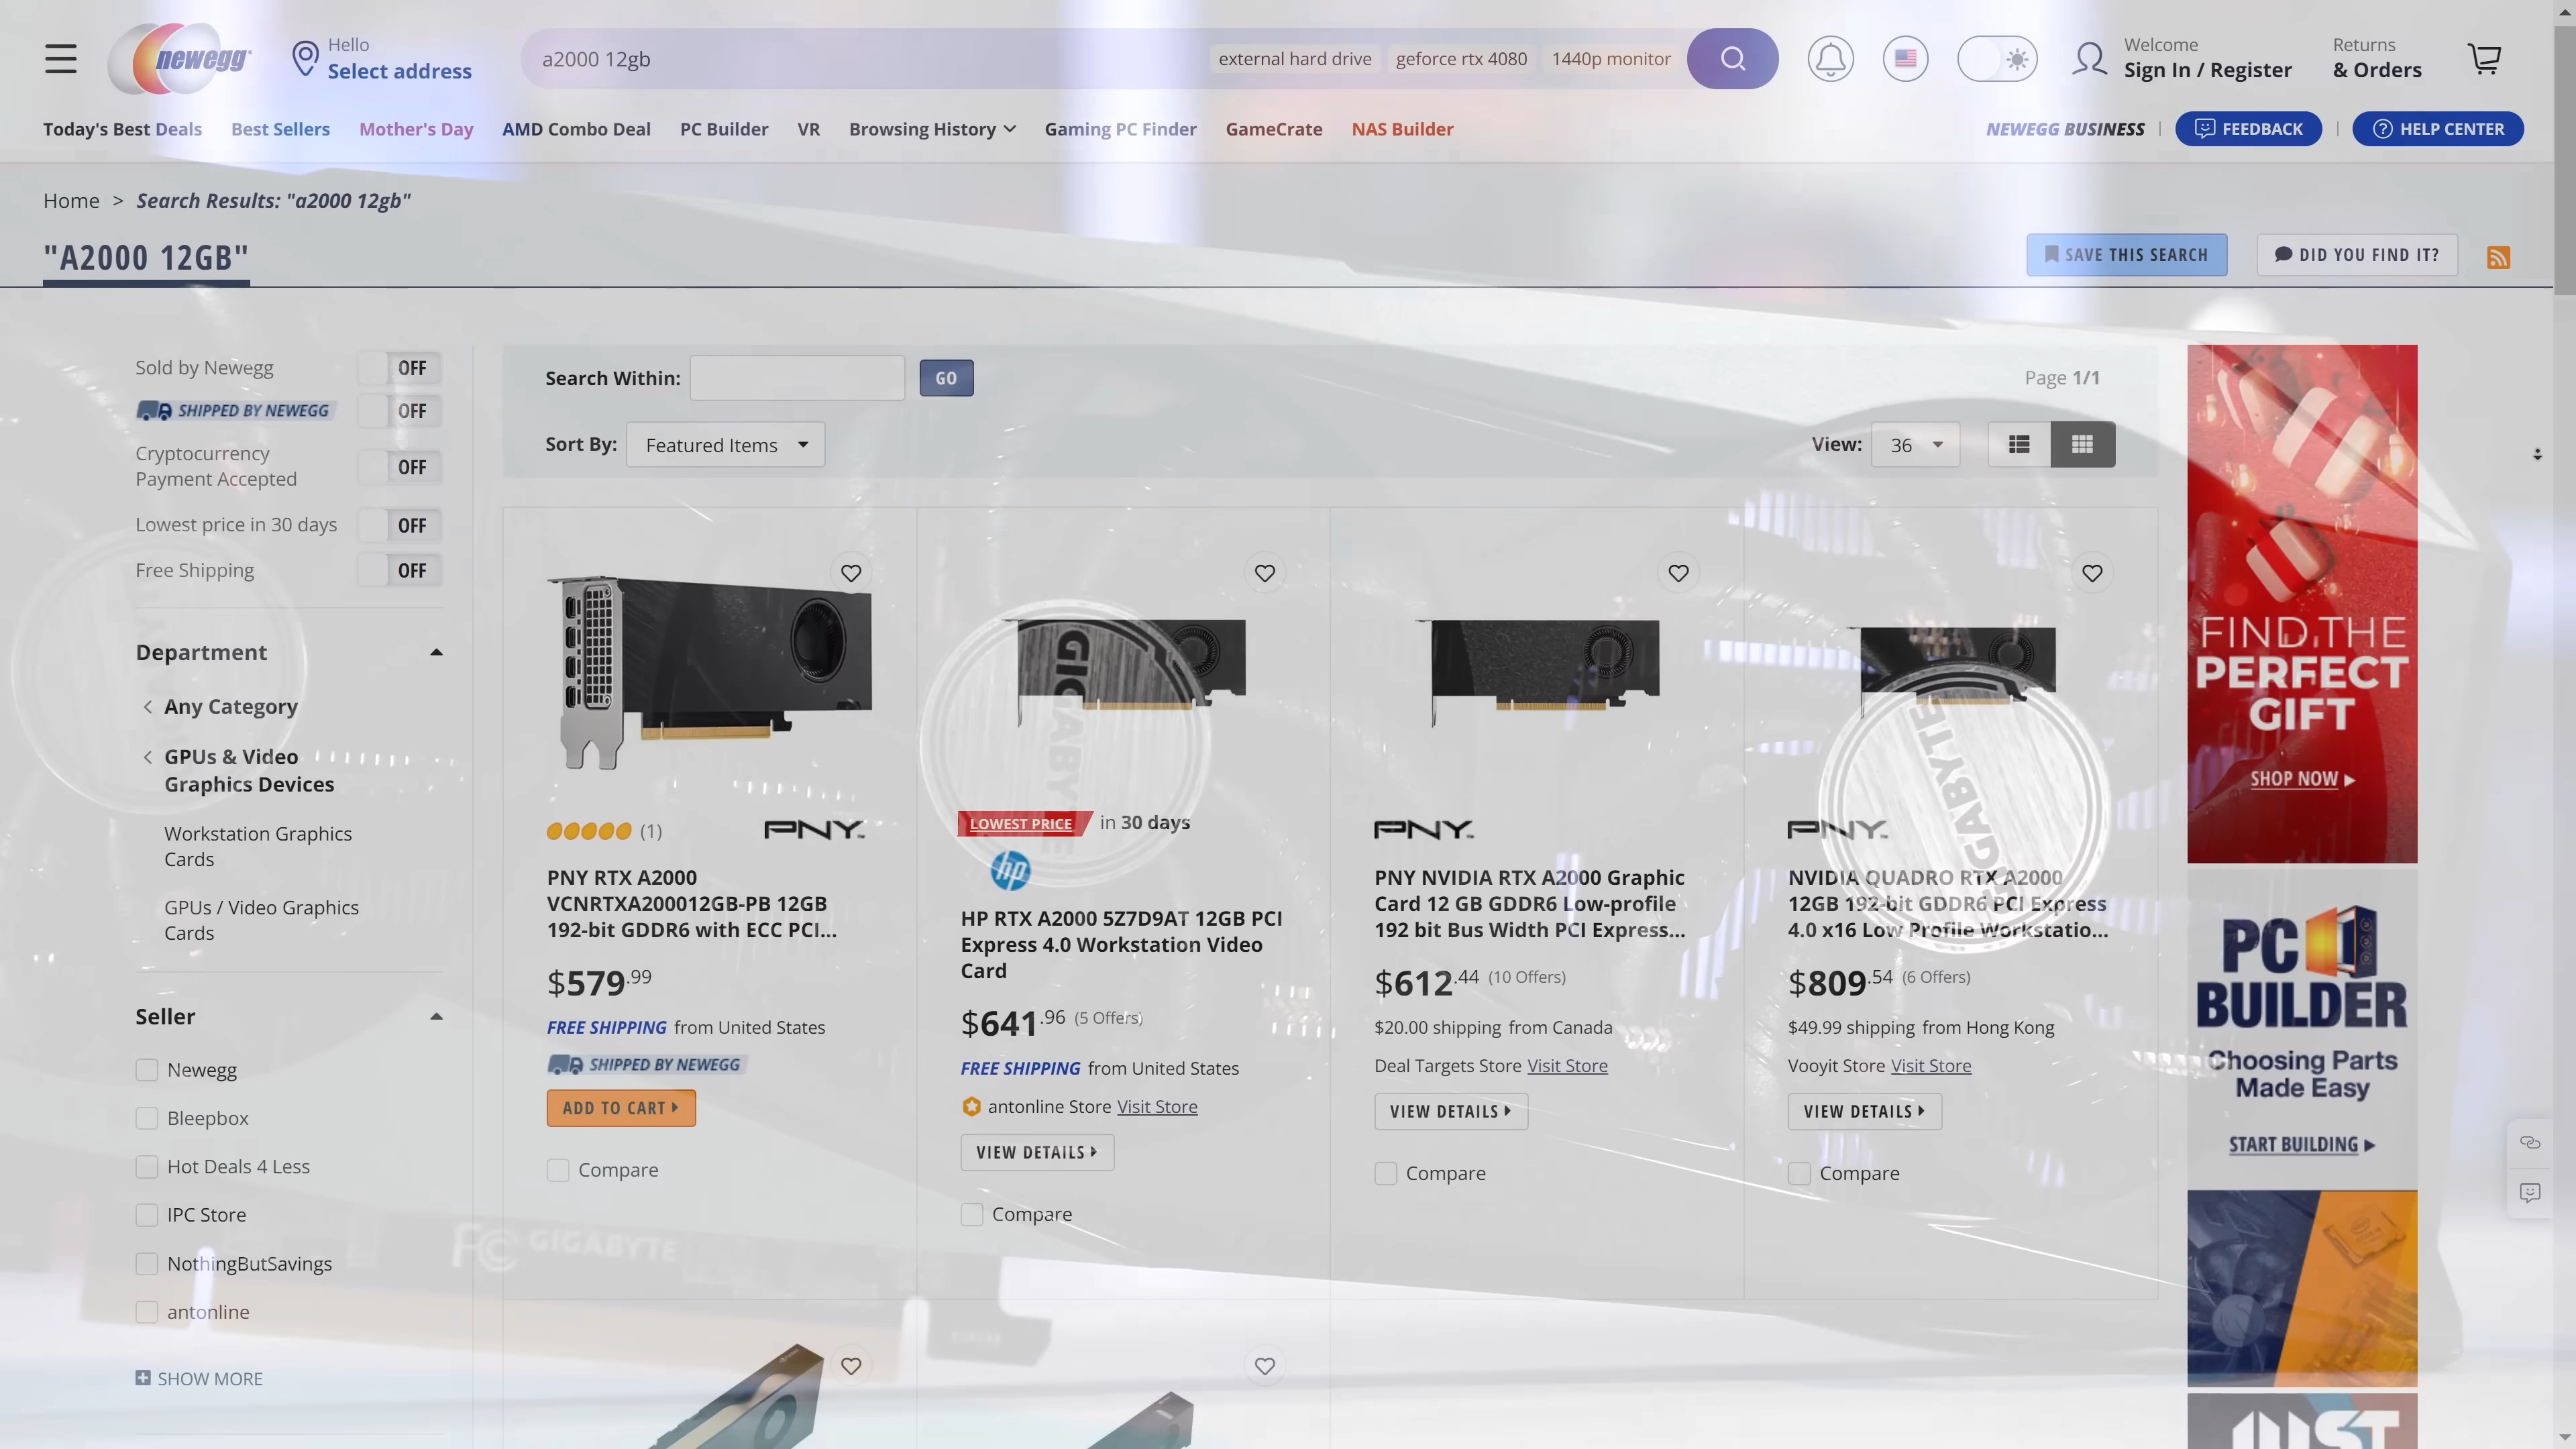 newegg
Hello
Select address
a2000 12gb
external hard drive
geforce rtx 4080
1440p monitor
Welcome
Sign In / Register
Returns
& Orders
Today's Best Deals
Best Sellers
Mother's Day
AMD Combo Deal
PC Builder
VR
Browsing History
Gaming PC Finder
GameCrate
NAS Builder
NEWEGG BUSINESS
FEEDBACK
HELP CENTER
Home > Search Results: "a2000 12gb"
"A2000 12GB"
SAVE THIS SEARCH
DID YOU FIND IT?
Sold by Newegg OFF
SHIPPED BY NEWEGG OFF
Cryptocurrency
Payment Accepted OFF
Lowest price in 30 days OFF
Free Shipping OFF
Department
Any Category
GPUs & Video
Graphics Devices
Workstation Graphics
Cards
GPUs / Video Graphics
Cards
Seller
Newegg
Bleepbox
Hot Deals 4 Less
IPC Store
NothingButSavings
antonline
SHOW MORE
Search Within:
GO
Page 1/1
Sort By: Featured Items
View: 36
(1)
PNY
PNY RTX A2000
VCNRTXA200012GB-PB 12GB
192-bit GDDR6 with ECC PCI...
$579.99
FREE SHIPPING from United States
SHIPPED BY NEWEGG
ADD TO CART
Compare
LOWEST PRICE in 30 days
hp
HP RTX A2000 5Z7D9AT 12GB PCI
Express 4.0 Workstation Video
Card
$641.96 (5 Offers)
FREE SHIPPING from United States
antonline Store Visit Store
VIEW DETAILS
Compare
PNY
PNY NVIDIA RTX A2000 Graphic
Card 12 GB GDDR6 Low-profile
192 bit Bus Width PCI Express...
$612.44 (10 Offers)
$20.00 shipping from Canada
Deal Targets Store Visit Store
VIEW DETAILS
Compare
PNY
NVIDIA QUADRO RTX A2000
12GB 192-bit GDDR6 PCI Express
4.0 x16 Low Profile Workstatio...
$809.54 (6 Offers)
$49.99 shipping from Hong Kong
Vooyit Store Visit Store
VIEW DETAILS
Compare
FIND THE
PERFECT
GIFT
SHOP NOW
PC
BUILDER
Choosing Parts
Made Easy
START BUILDING
GIGABYTE
GIGABYTE
FC GIGABYTE